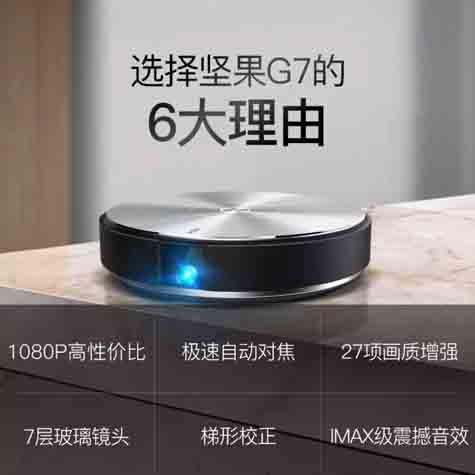 选择坚果G7的
6大理由
1080P高性价比
极速自动对焦
27项画质增强
7层玻璃镜头
梯形校正
IMAX级震撼音效